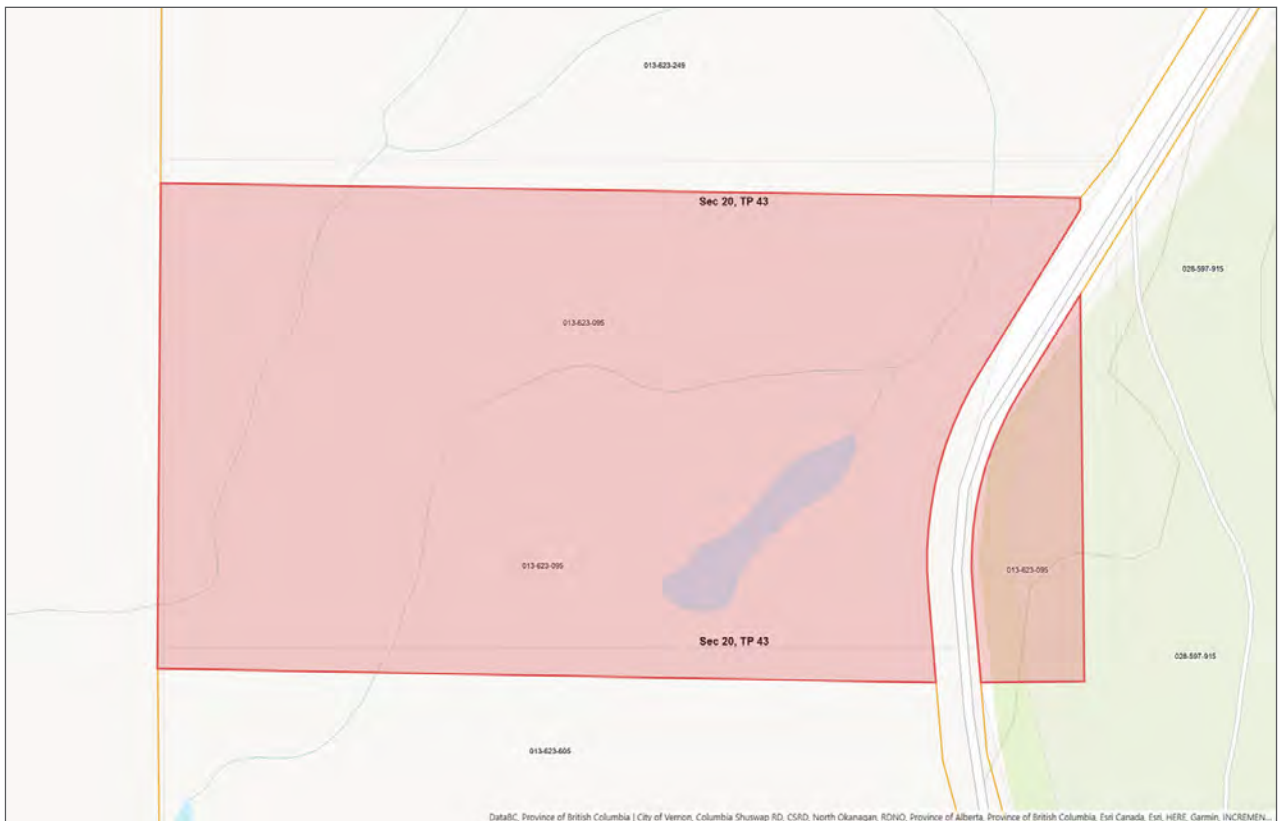 013-623-249
Sec 20, TP 43
028-597-915
013-623-095
013-623-095
013-623-095
Sec 20, TP 43
028-597-915
013-623-605
DataBC, Province of British Columbia | City of Vernon, Columbia Shuswap RD, CSRD, North Okanagan, RDNO, Province of Alberta, Province of British Columbia, Esri Canada, Esri, HERE, Garmin, INCREMEN...